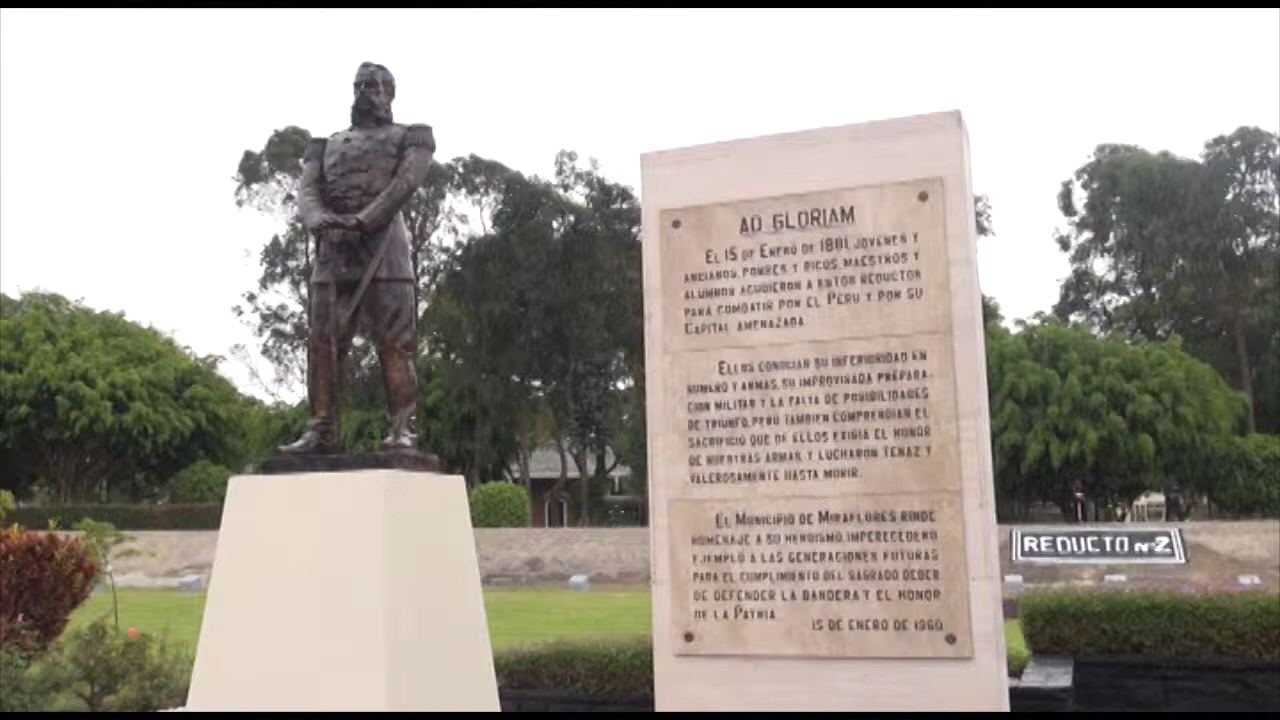 AD GLORIAM
EL 15 DE ENERO DE 1881, JOVENES Y
ANCIANOS, POBRES Y RICOS, MAESTROS Y
ALUMNOS ACUDIERON A ESTOS REDUCTOS
PARA COMBATIR POR EL PERU Y POR SU
CAPITAL AMENAZADA
ELLOS CONOCIAN SU INFERIORIDAD EN
NUMERO Y ARMAS, SU IMPROVISADA PREPARA-
CION MILITAR Y LA FALTA DE POSIBILIDADES
DE TRIUNFO, PERO TAMBIEN COMPRENDIAN EL
SACRIFICIO QUE DE ELLOS EXIGIA EL HONOR
DE NUESTRAS ARMAS Y LUCHARON TENAZ Y
VALEROSAMENTE HASTA MORIR.
EL MUNICIPIO DE MIRAFLORES RINDE
HOMENAJE A SU HEROISMO, IMPERECEDERO
EJEMPLO A LAS GENERACIONES FUTURAS
PARA EL CUMPLIMIENTO DEL SAGRADO DEBER
DE DEFENDER LA BANDERA Y EL HONOR
DE LA PATRIA
15 DE ENERO DE 1960
REDUCTO Nº2